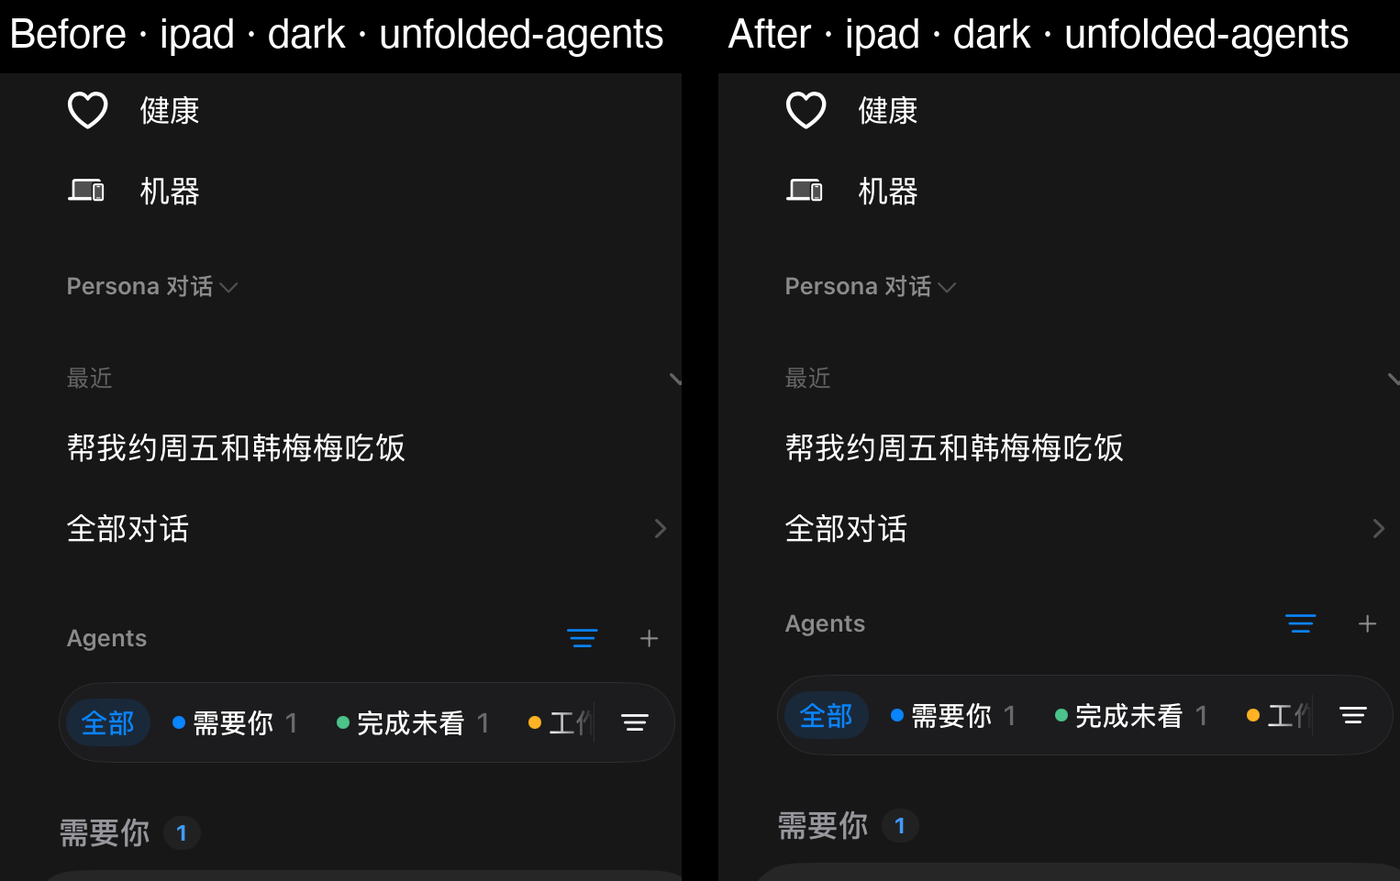 Before · ipad · dark · unfolded-agents
健康
机器
Persona 对话
最近
帮我约周五和韩梅梅吃饭
全部对话
Agents
全部 需要你 1 完成未看 1 工作
需要你 1
After · ipad · dark · unfolded-agents
健康
机器
Persona 对话
最近
帮我约周五和韩梅梅吃饭
全部对话
Agents
全部 需要你 1 完成未看 1 工作
需要你 1